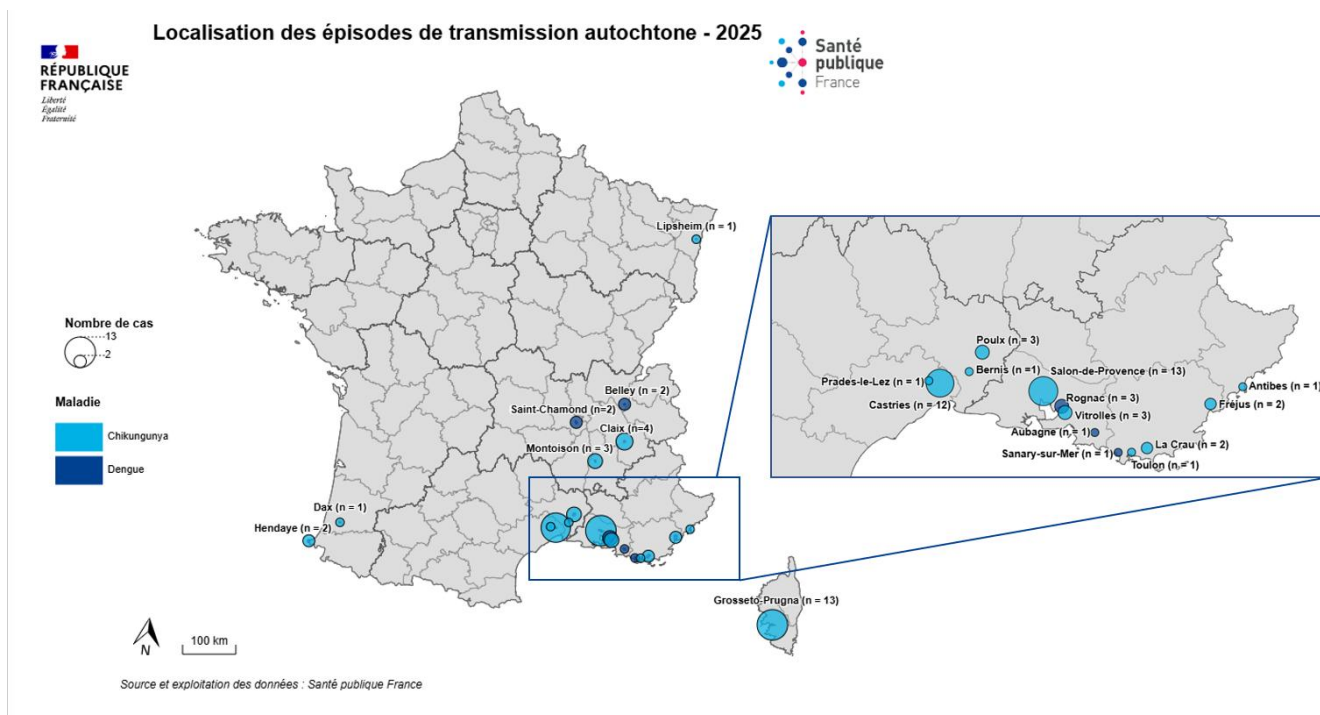 Localisation des épisodes de transmission autochtone - 2025
RÉPUBLIQUE
FRANÇAISE
Liberté
Égalité
Fraternité
Santé
publique
France
Lipsheim (n = 1)
Nombre de cas
13
2
Maladie
Chikungunya
Dengue
Belley (n = 2)
Saint-Chamond (n=2)
Claix (n=4)
Montoison (n = 3)
Dax (n = 1)
Hendaye (n = 2)
Grosseto-Prugna (n = 13)
Poulx (n = 3)
Bernis (n =1)
Salon-de-Provence (n = 13)
Prades-le-Lez (n = 1)
Castries (n = 12)
Rognac (n = 3)
Vitrolles (n = 3)
Antibes (n = 1)
Fréjus (n = 2)
Aubagne (n = 1)
La Crau (n = 2)
Sanary-sur-Mer (n = 1)
Toulon (n = 1)
N
100 km
Source et exploitation des données : Santé publique France